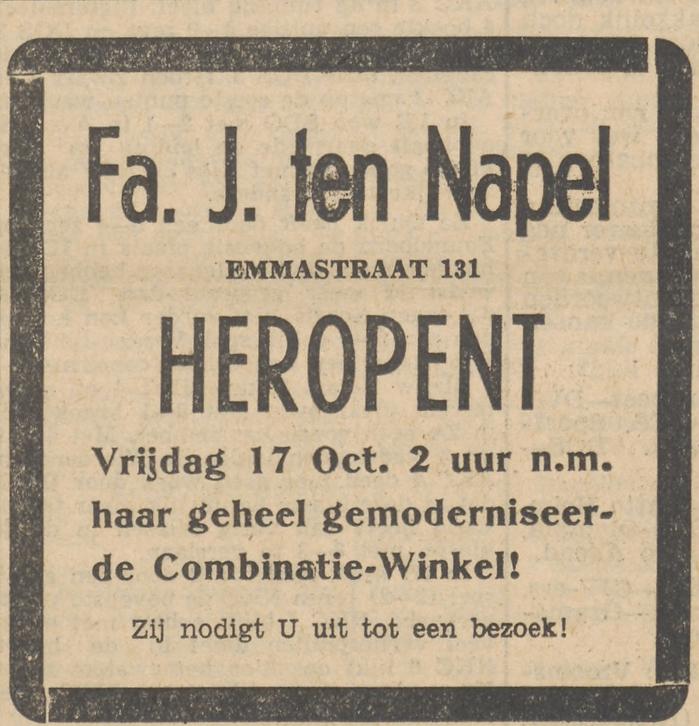 Fa. J. ten Napel
EMMASTRAAT 131
HEROPENT
Vrijdag 17 Oct. 2 uur n.m.
haar geheel gemoderniseer-
de Combinatie-Winkel!
Zij nodigt U uit tot een bezoek!